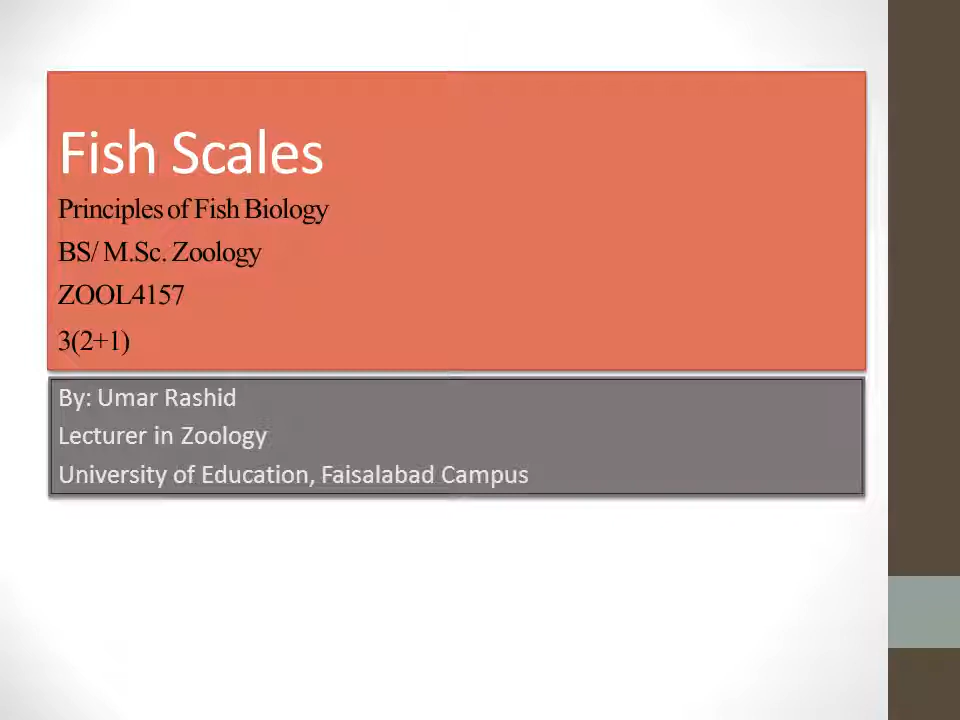 Fish Scales
Principles of Fish Biology
BS/ M.Sc. Zoology
ZOOL4157
3(2+1)
By: Umar Rashid
Lecturer in Zoology
University of Education, Faisalabad Campus